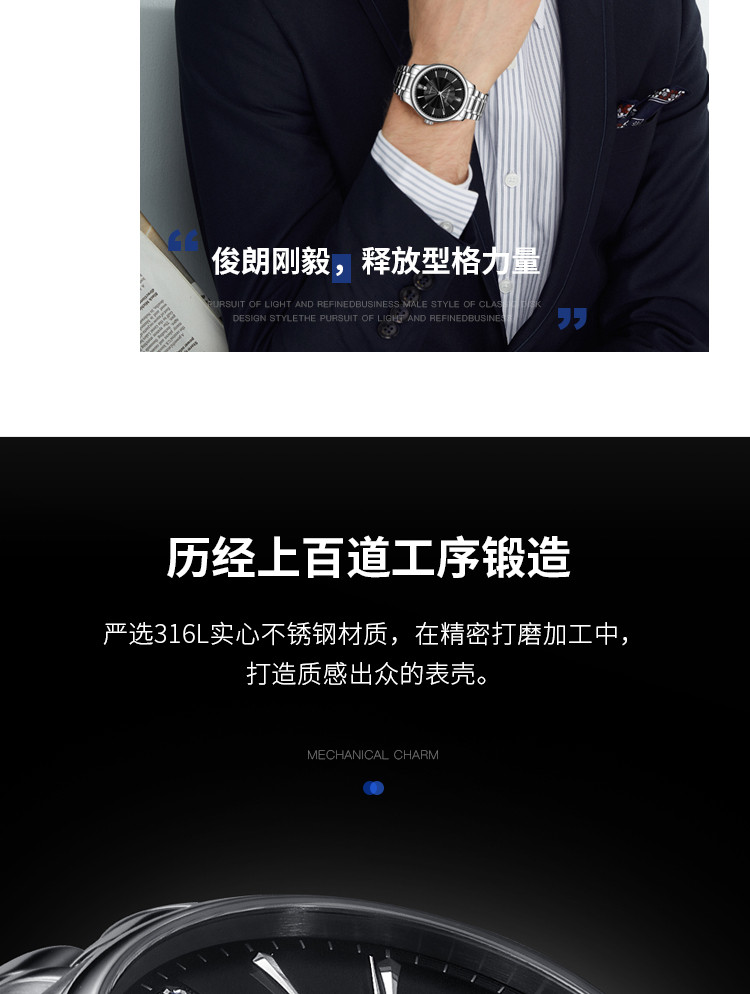 俊朗刚毅，释放型格力量
PURSUIT OF LIGHT AND REFINEDBUSINESS MALE STYLE OF
DESIGN STYLETHE PURSUIT OF LIGHT AND REFINEDBUSINES
历经上百道工序锻造
严选316L实心不锈钢材质，在精密打磨加工中，
打造质感出众的表壳。
MECHANICAL CHARM